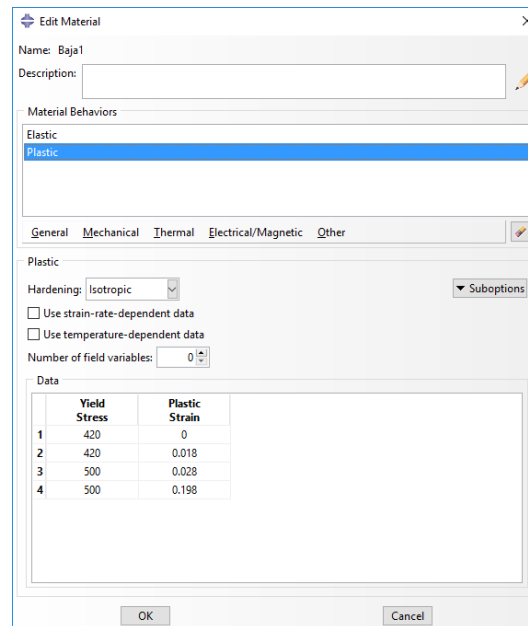 Edit Material
Name: Baja1
Description:
Material Behaviors
Elastic
Plastic
General Mechanical Thermal Electrical/Magnetic Other
Plastic
Hardening: Isotropic
Suboptions
Use strain-rate-dependent data
Use temperature-dependent data
Number of field variables: 0
Data
Yield Stress Plastic Strain
1 420 0
2 420 0.018
3 500 0.028
4 500 0.198
OK Cancel